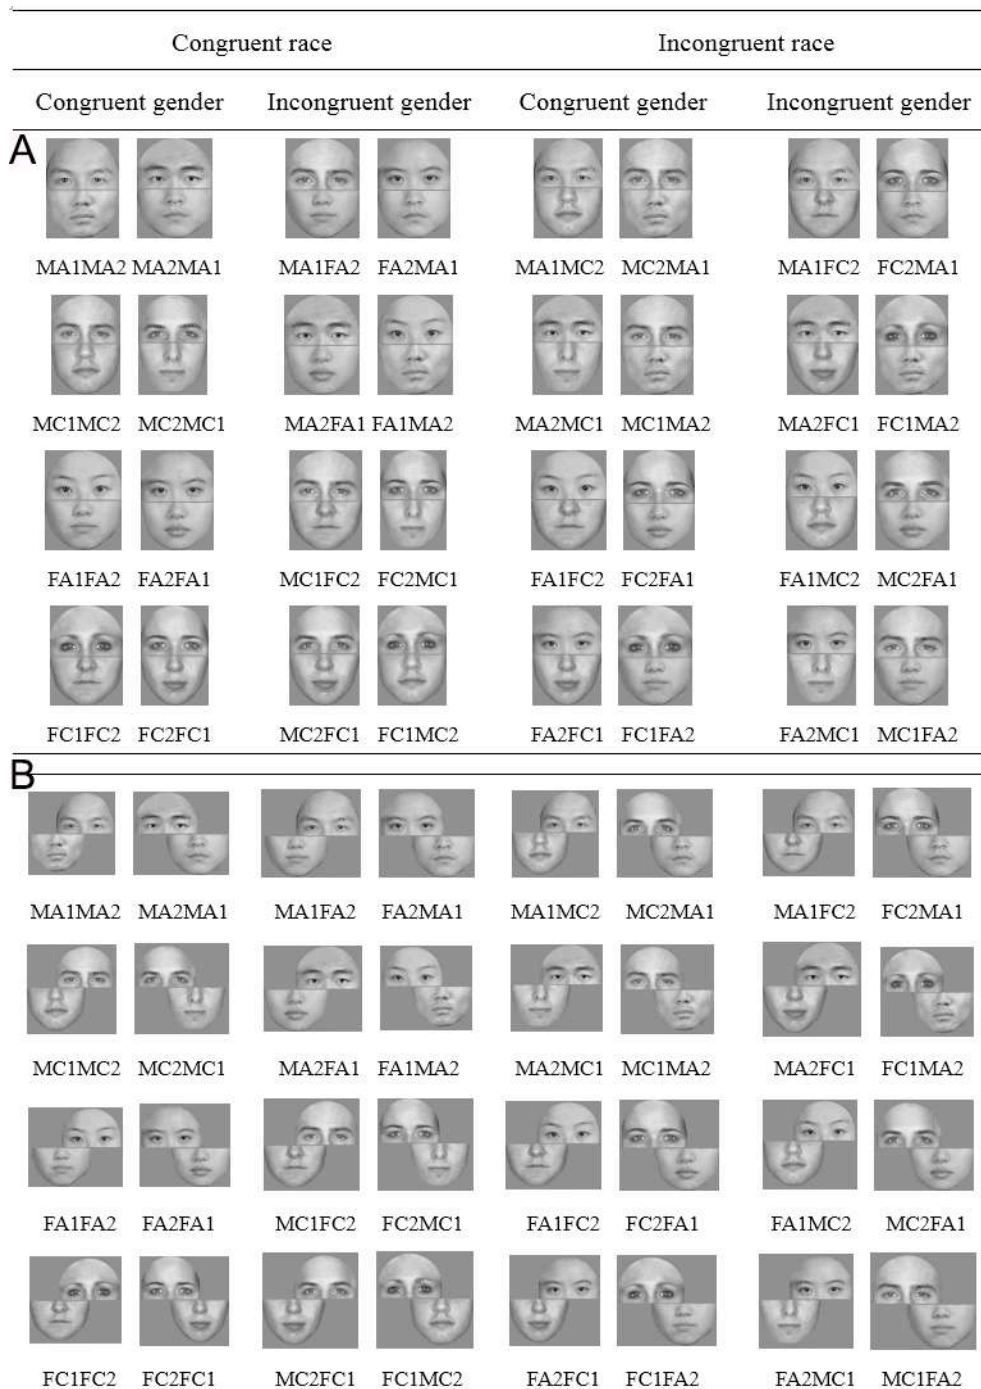 Congruent race Incongruent race
Congruent gender Incongruent gender Congruent gender Incongruent gender
A
MA1MA2 MA2MA1 MA1FA2 FA2MA1 MA1MC2 MC2MA1 MA1FC2 FC2MA1
MC1MC2 MC2MC1 MA2FA1 FA1MA2 MA2MC1 MC1MA2 MA2FC1 FC1MA2
FA1FA2 FA2FA1 MC1FC2 FC2MC1 FA1FC2 FC2FA1 FA1MC2 MC2FA1
FC1FC2 FC2FC1 MC2FC1 FC1MC2 FA2FC1 FC1FA2 FA2MC1 MC1FA2
B
MA1MA2 MA2MA1 MA1FA2 FA2MA1 MA1MC2 MC2MA1 MA1FC2 FC2MA1
MC1MC2 MC2MC1 MA2FA1 FA1MA2 MA2MC1 MC1MA2 MA2FC1 FC1MA2
FA1FA2 FA2FA1 MC1FC2 FC2MC1 FA1FC2 FC2FA1 FA1MC2 MC2FA1
FC1FC2 FC2FC1 MC2FC1 FC1MC2 FA2FC1 FC1FA2 FA2MC1 MC1FA2